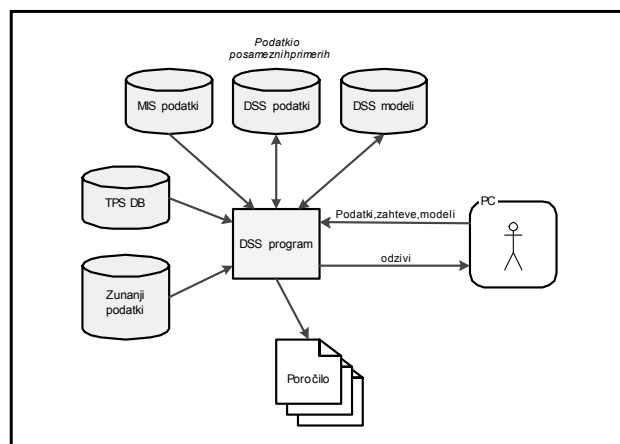 Podatkio
posameznihprimerih
MIS podatki
DSS podatki
DSS modeli
TPS DB
PC
Podatki,zahteve,modeli
DSS program
odzivi
Zunanji
podatki
Poročilo